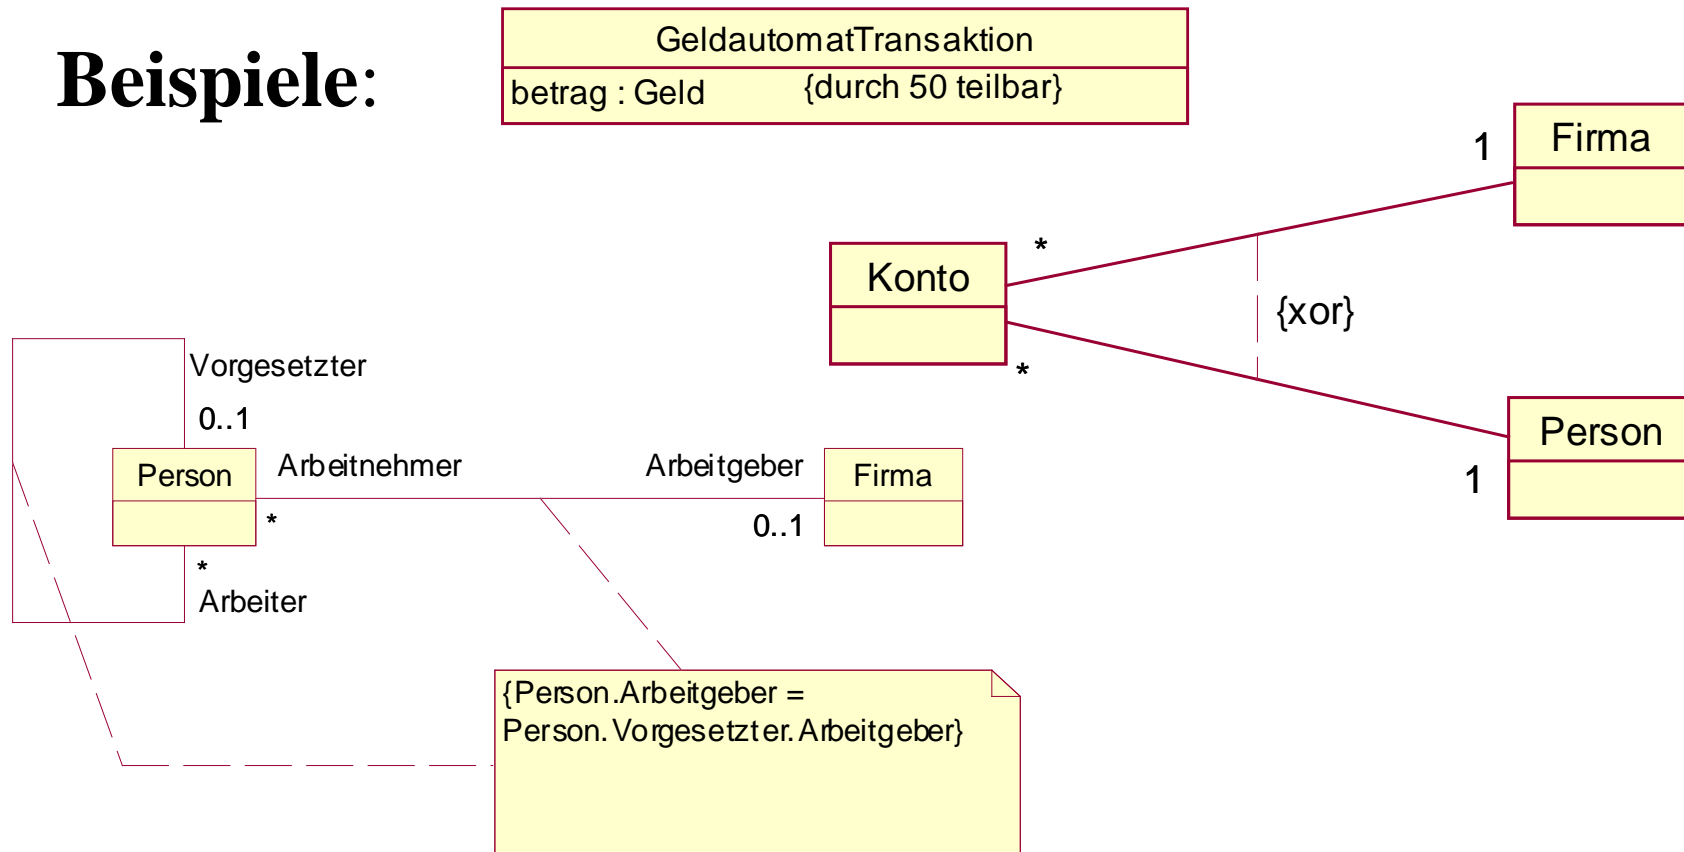 Beispiele:
GeldautomatTransaktion
betrag : Geld {durch 50 teilbar}
1 Firma
*
Konto
{xor}
*
Person
1
Vorgesetzter
0..1
Person Arbeitnehmer Arbeitgeber Firma
* 0..1
*
Arbeiter
{Person.Arbeitgeber =
Person.Vorgesetzter.Arbeitgeber}